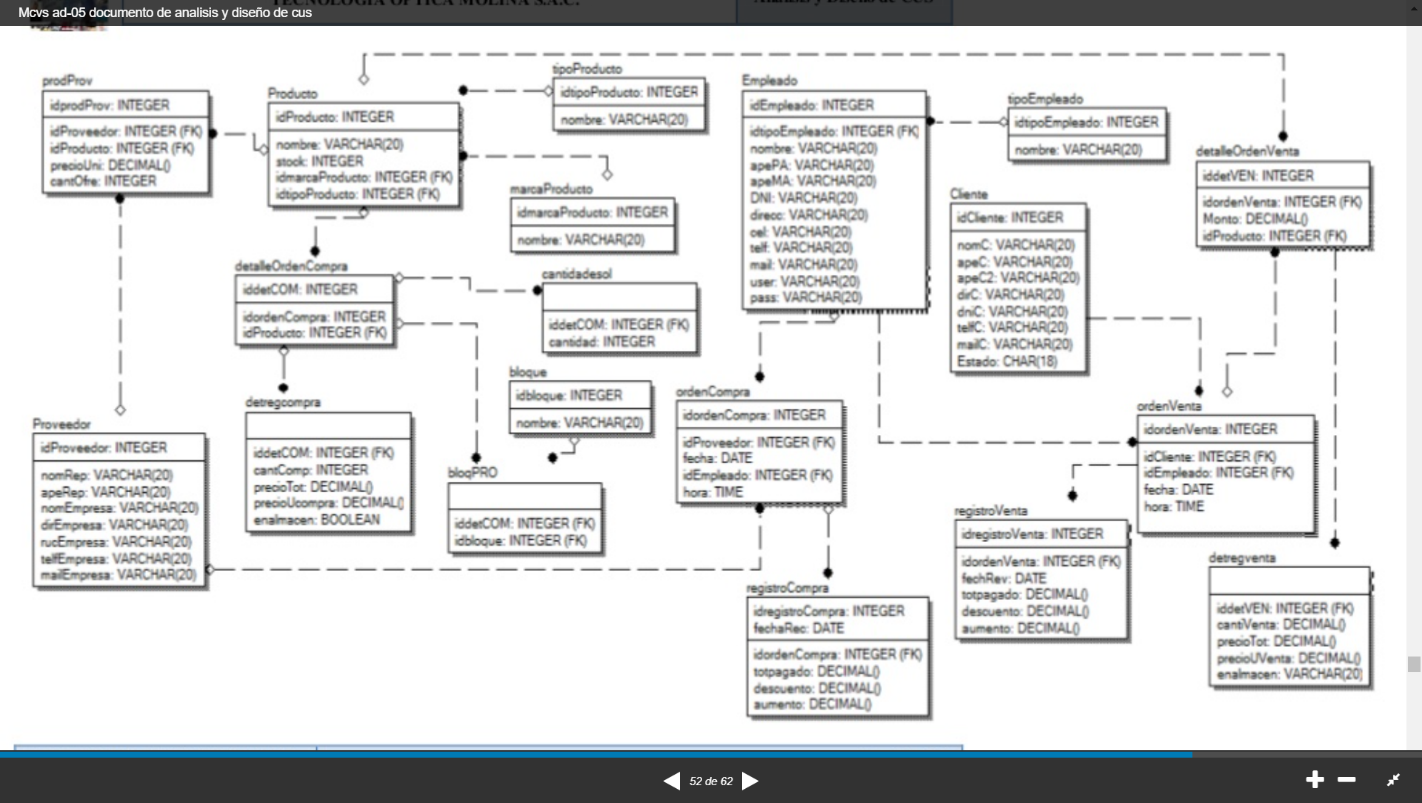 Mcvs ad-05 documento de analisis y diseño de cus
TECNOLOGIA OPTICA MOLINA S.A.C.
prodProv
idprodProv: INTEGER
idProveedor: INTEGER (FK)
idProducto: INTEGER (FK)
precioUni: DECIMAL()
cantOfre: INTEGER
Producto
idProducto: INTEGER
nombre: VARCHAR(20)
stock: INTEGER
idmarcaProducto: INTEGER (FK)
idtipoProducto: INTEGER (FK)
tipoProducto
idtipoProducto: INTEGER
nombre: VARCHAR(20)
marcaProducto
idmarcaProducto: INTEGER
nombre: VARCHAR(20)
Empleado
idEmpleado: INTEGER
idtipoEmpleado: INTEGER (FK)
nombre: VARCHAR(20)
apePA: VARCHAR(20)
apeMA: VARCHAR(20)
DNI: VARCHAR(20)
direcc: VARCHAR(20)
cel: VARCHAR(20)
telf: VARCHAR(20)
mail: VARCHAR(20)
user: VARCHAR(20)
pass: VARCHAR(20)
tipoEmpleado
idtipoEmpleado: INTEGER
nombre: VARCHAR(20)
detalleOrdenVenta
iddetVEN: INTEGER
idordenVenta: INTEGER (FK)
Monto: DECIMAL()
idProducto: INTEGER (FK)
Cliente
idCliente: INTEGER
nomC: VARCHAR(20)
apeC: VARCHAR(20)
apeC2: VARCHAR(20)
dirC: VARCHAR(20)
dniC: VARCHAR(20)
telfC: VARCHAR(20)
mailC: VARCHAR(20)
Estado: CHAR(18)
detalleOrdenCompra
iddetCOM: INTEGER
idordenCompra: INTEGER
idProducto: INTEGER (FK)
cantidadesol
iddetCOM: INTEGER (FK)
cantidad: INTEGER
bloque
idbloque: INTEGER
nombre: VARCHAR(20)
detregcompra
iddetCOM: INTEGER (FK)
cantComp: INTEGER
precioTot: DECIMAL()
precioUcompra: DECIMAL(
enalmacen: BOOLEAN
bloqPRO
iddetCOM: INTEGER (FK)
idbloque: INTEGER (FK)
ordenCompra
idordenCompra: INTEGER
idProveedor: INTEGER (FK)
fecha: DATE
idEmpleado: INTEGER (FK)
hora: TIME
ordenVenta
idordenVenta: INTEGER
idCliente: INTEGER (FK)
idEmpleado: INTEGER (FK)
fecha: DATE
hora: TIME
Proveedor
idProveedor: INTEGER
nomRep: VARCHAR(20)
apeRep: VARCHAR(20)
nomEmpresa: VARCHAR(20)
dirEmpresa: VARCHAR(20)
rucEmpresa: VARCHAR(20)
telfEmpresa: VARCHAR(20)
mailEmpresa: VARCHAR(20)
registroVenta
idregistroVenta: INTEGER
idordenVenta: INTEGER (FK)
fechRev: DATE
totpagado: DECIMAL()
descuento: DECIMAL()
aumento: DECIMAL()
detregventa
iddetVEN: INTEGER (FK)
cantiVenta: DECIMAL()
precioTot: DECIMAL()
precioUVenta: DECIMAL()
enalmacen: VARCHAR(20)
registroCompra
idregistroCompra: INTEGER
fechaRec: DATE
idordenCompra: INTEGER (FK)
totpagado: DECIMAL()
descuento: DECIMAL()
aumento: DECIMAL()
52 de 62